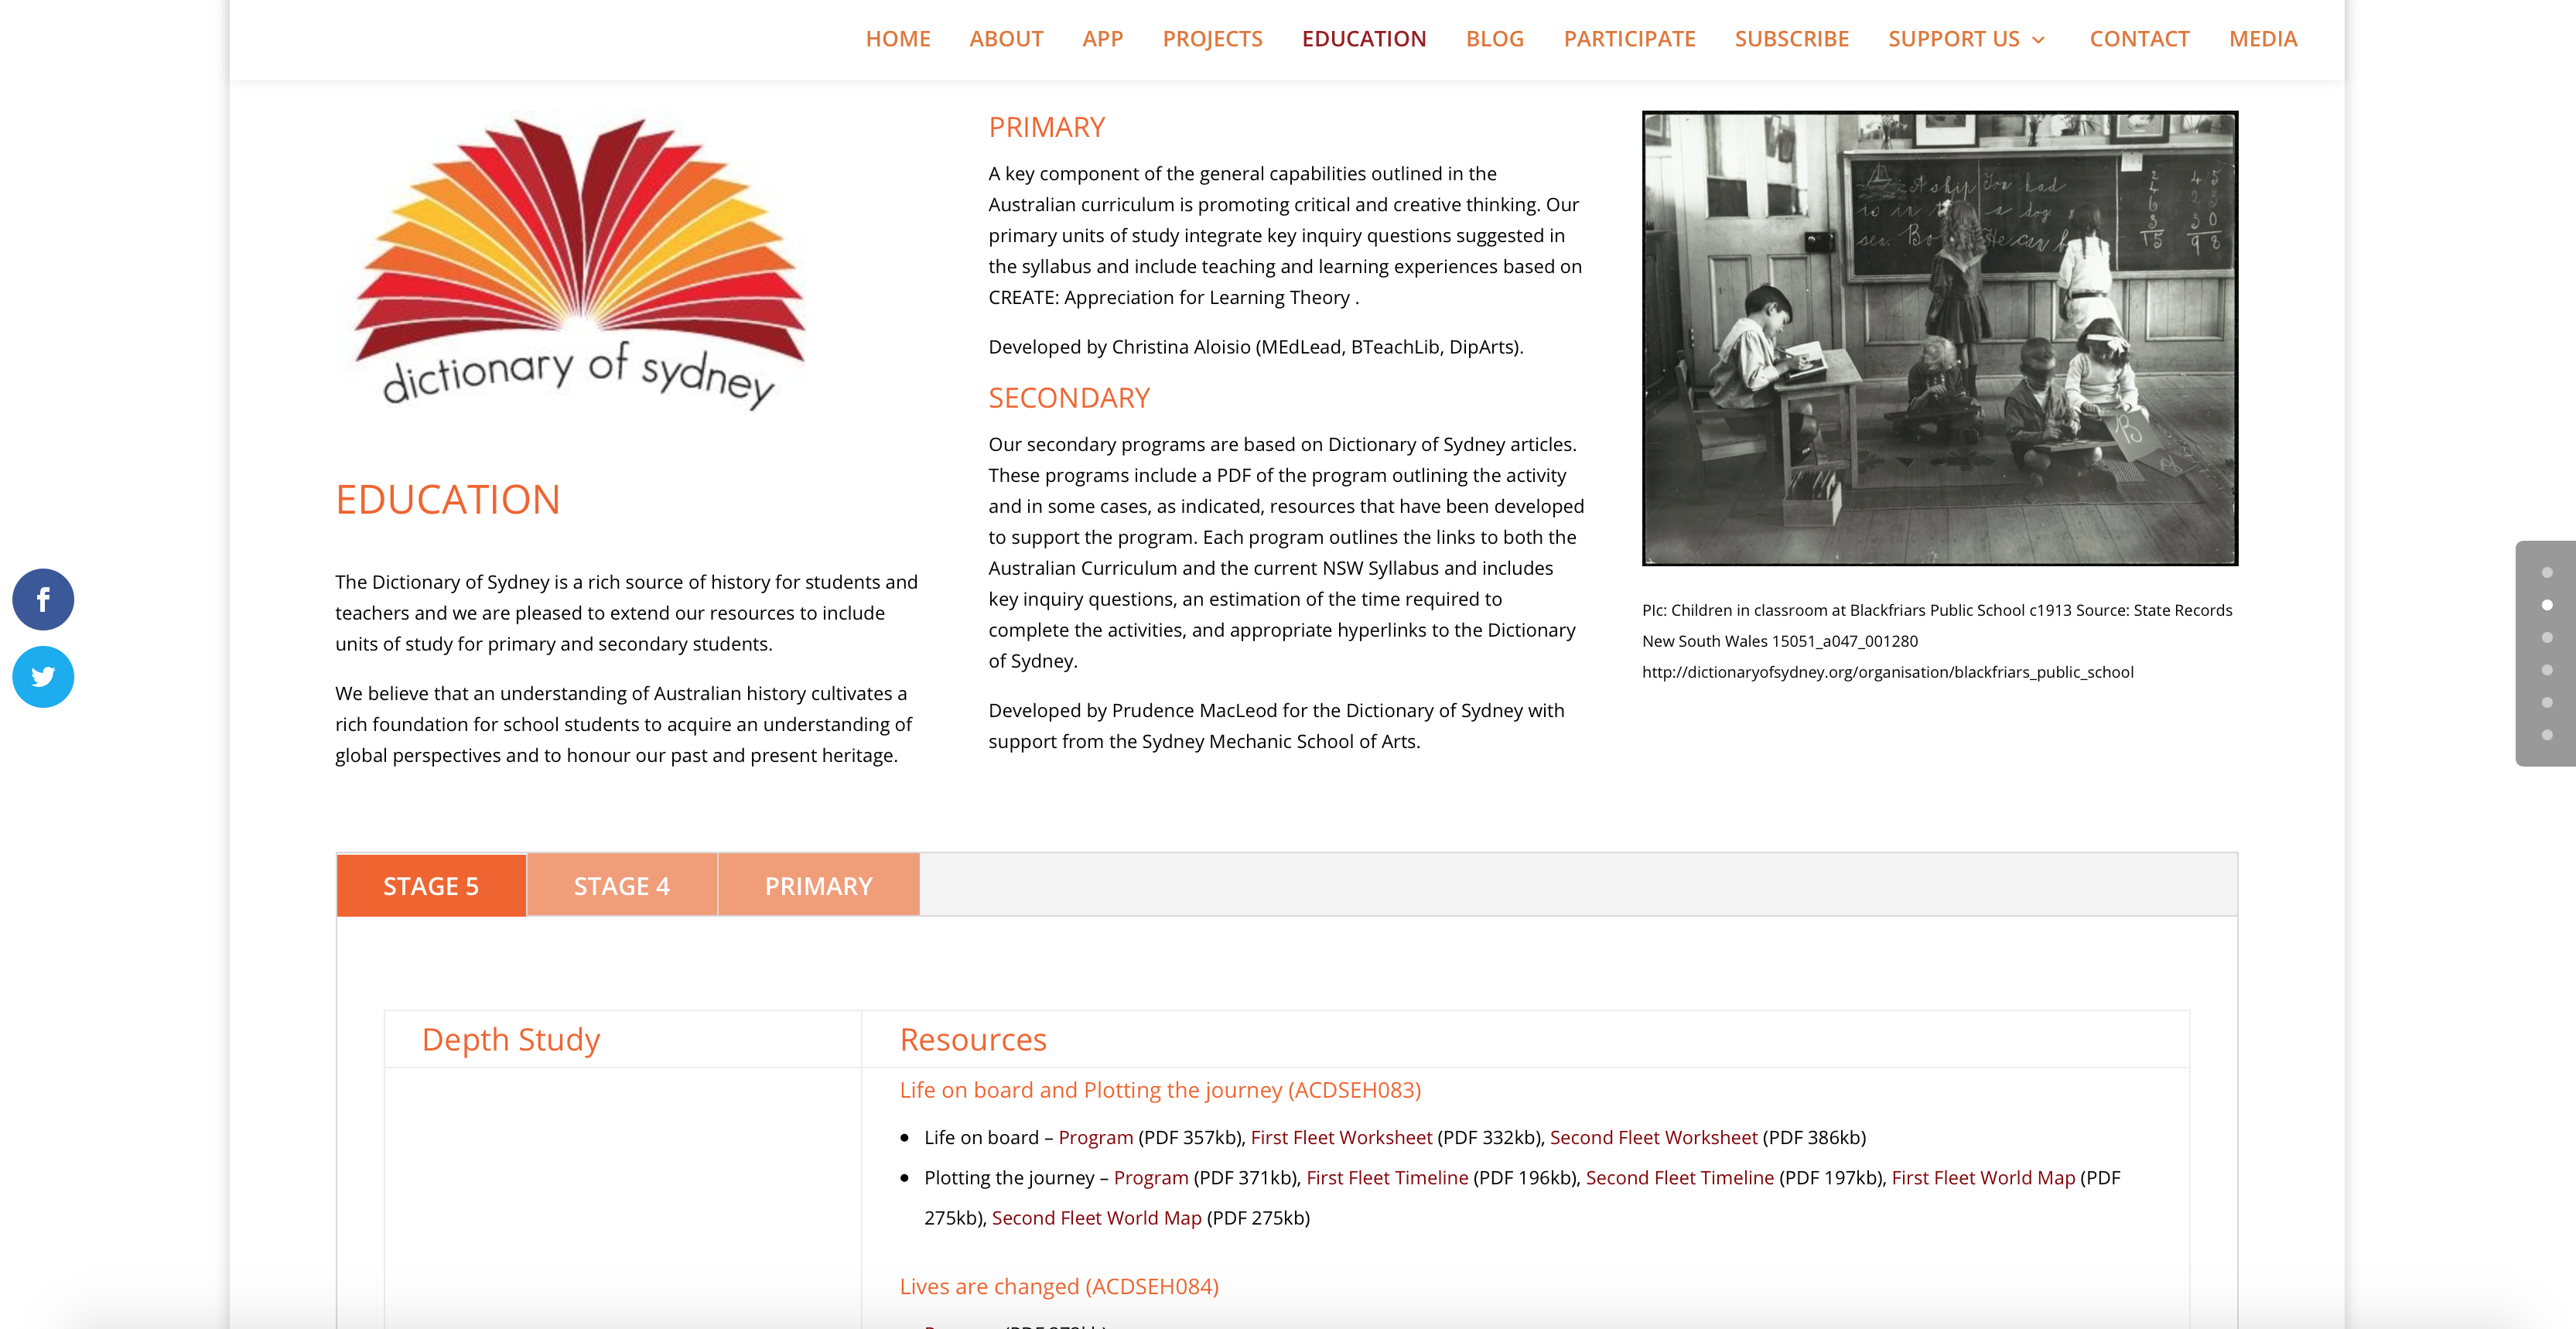 HOME ABOUT APP PROJECTS EDUCATION BLOG PARTICIPATE SUBSCRIBE SUPPORT US CONTACT MEDIA
dictionary of sydney
EDUCATION
The Dictionary of Sydney is a rich source of history for students and
teachers and we are pleased to extend our resources to include
units of study for primary and secondary students.
We believe that an understanding of Australian history cultivates a
rich foundation for school students to acquire an understanding of
global perspectives and to honour our past and present heritage.
PRIMARY
A key component of the general capabilities outlined in the
Australian curriculum is promoting critical and creative thinking. Our
primary units of study integrate key inquiry questions suggested in
the syllabus and include teaching and learning experiences based on
CREATE: Appreciation for Learning Theory .
Developed by Christina Aloisio (MEdLead, BTeachLib, DipArts).
SECONDARY
Our secondary programs are based on Dictionary of Sydney articles.
These programs include a PDF of the program outlining the activity
and in some cases, as indicated, resources that have been developed
to support the program. Each program outlines the links to both the
Australian Curriculum and the current NSW Syllabus and includes
key inquiry questions, an estimation of the time required to
complete the activities, and appropriate hyperlinks to the Dictionary
of Sydney.
Developed by Prudence MacLeod for the Dictionary of Sydney with
support from the Sydney Mechanic School of Arts.
A ship You had
is in a dog
sea. He can
B
PIc: Children in classroom at Blackfriars Public School c1913 Source: State Records
New South Wales 15051_a047_001280
http://dictionaryofsydney.org/organisation/blackfriars_public_school
STAGE 5 STAGE 4 PRIMARY
Depth Study
Resources
Life on board and Plotting the journey (ACDSEH083)
Life on board – Program (PDF 357kb), First Fleet Worksheet (PDF 332kb), Second Fleet Worksheet (PDF 386kb)
Plotting the journey – Program (PDF 371kb), First Fleet Timeline (PDF 196kb), Second Fleet Timeline (PDF 197kb), First Fleet World Map (PDF
275kb), Second Fleet World Map (PDF 275kb)
Lives are changed (ACDSEH084)